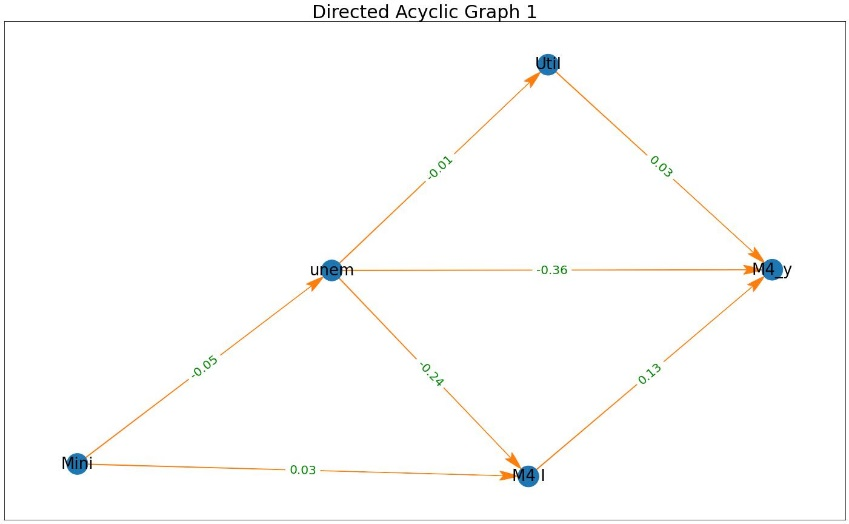 Directed Acyclic Graph 1
Util
-0.01
0.03
unem
-0.36
M4_y
-0.05
-0.24
0.13
Mini
0.03
M4 I